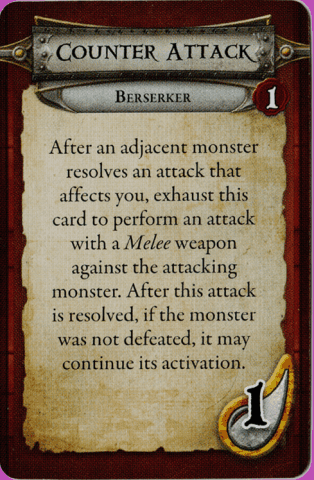 Counter Attack
Berserker
1
After an adjacent monster
resolves an attack that
affects you, exhaust this
card to perform an attack
with a Melee weapon
against the attacking
monster. After this attack
is resolved, if the monster
was not defeated, it may
continue its activation.
1